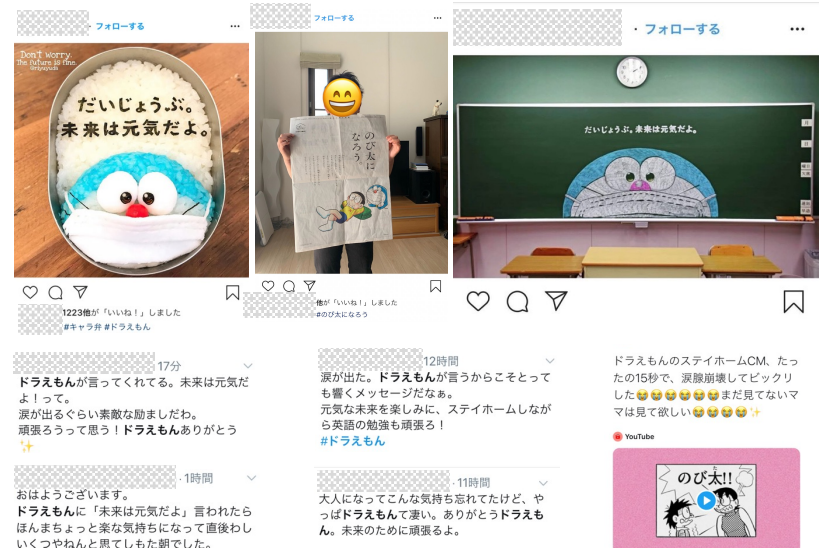 ・フォローする
Don't worry.
The future is fine.
だいじょうぶ。
未来は元気だよ。
1223他が「いいね！」しました
#キャラ弁 #ドラえもん
フォローする
のび太に
なろう。
他が「いいね！」しました
#のび太になろう
・フォローする
だいじょうぶ。未来は元気だよ。
17分
ドラえもんが言ってくれてる。未来は元気だ
よ！って。
涙が出るぐらい素敵な励ましだわ。
頑張ろうって思う！ドラえもんありがとう
✨
・1時間
おはようございます。
ドラえもんに「未来は元気だよ」言われたら
ほんまちょっと楽な気持ちになって直後わし
いくつやねんと思てしもた朝でした。
12時間
涙が出た。ドラえもんが言うからこそとって
も響くメッセージだなぁ。
元気な未来を楽しみに、ステイホームしなが
ら英語の勉強も頑張ろ！
#ドラえもん
・11時間
大人になってこんな気持ち忘れてたけど、や
っぱドラえもんて凄い。ありがとうドラえも
ん。未来のために頑張るよ。
ドラえもんのステイホームCM、たっ
たの15秒で、涙腺崩壊してビックリ
した😭😭😭😭😭😭まだ見てないママ
マは見て欲しい😭😭😭😭✨
YouTube
のび太!!